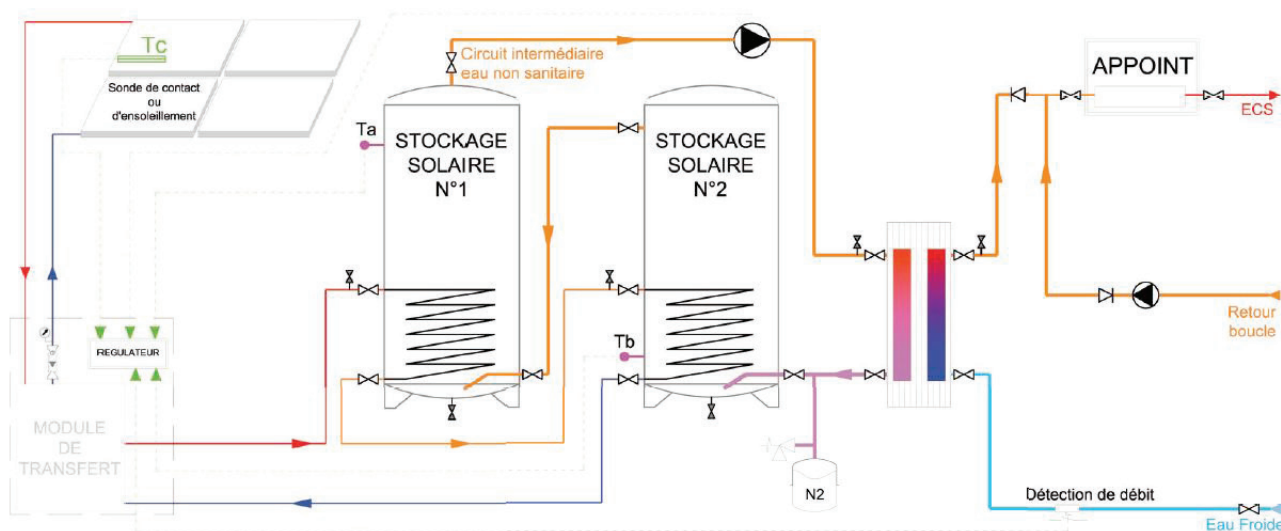 Tc
Sonde de contact
ou
d'ensoleillement
Circuit intermédiaire
eau non sanitaire
APPOINT
ECS
Ta
STOCKAGE
SOLAIRE
N°1
STOCKAGE
SOLAIRE
N°2
Retour
boucle
REGULATEUR
Tb
MODULE
DE
TRANSFERT
N2
Détection de débit
Eau Froide